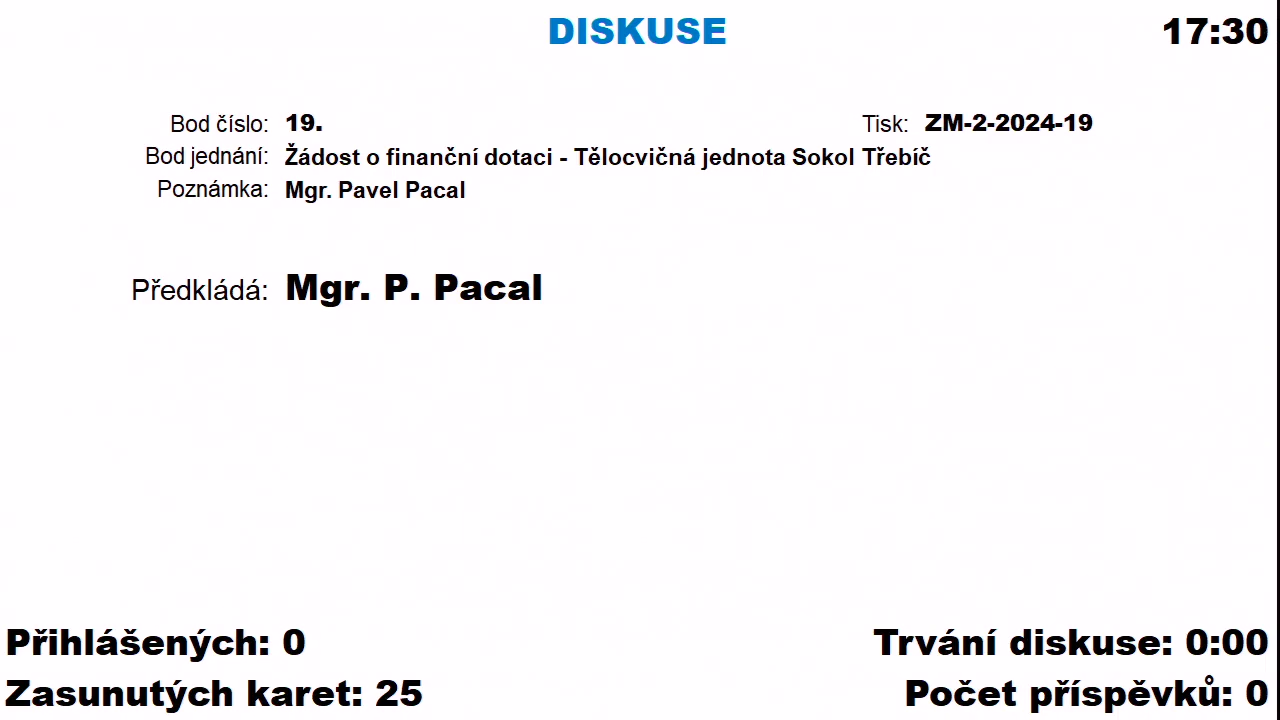 DISKUSE 17:30
Bod číslo: 19. Tisk: ZM-2-2024-19
Bod jednání: Žádost o finanční dotaci - Tělocvičná jednota Sokol Třebíč
Poznámka: Mgr. Pavel Pacal
Předkládá: Mgr. P. Pacal
Přihlášených: 0 Trvání diskuse: 0:00
Zasunutých karet: 25 Počet příspěvků: 0